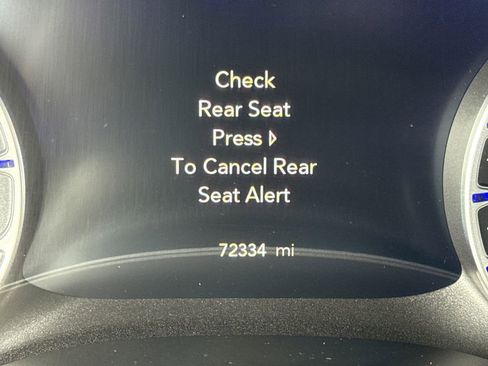 Check
Rear Seat
Press
To Cancel Rear
Seat Alert
72334 mi